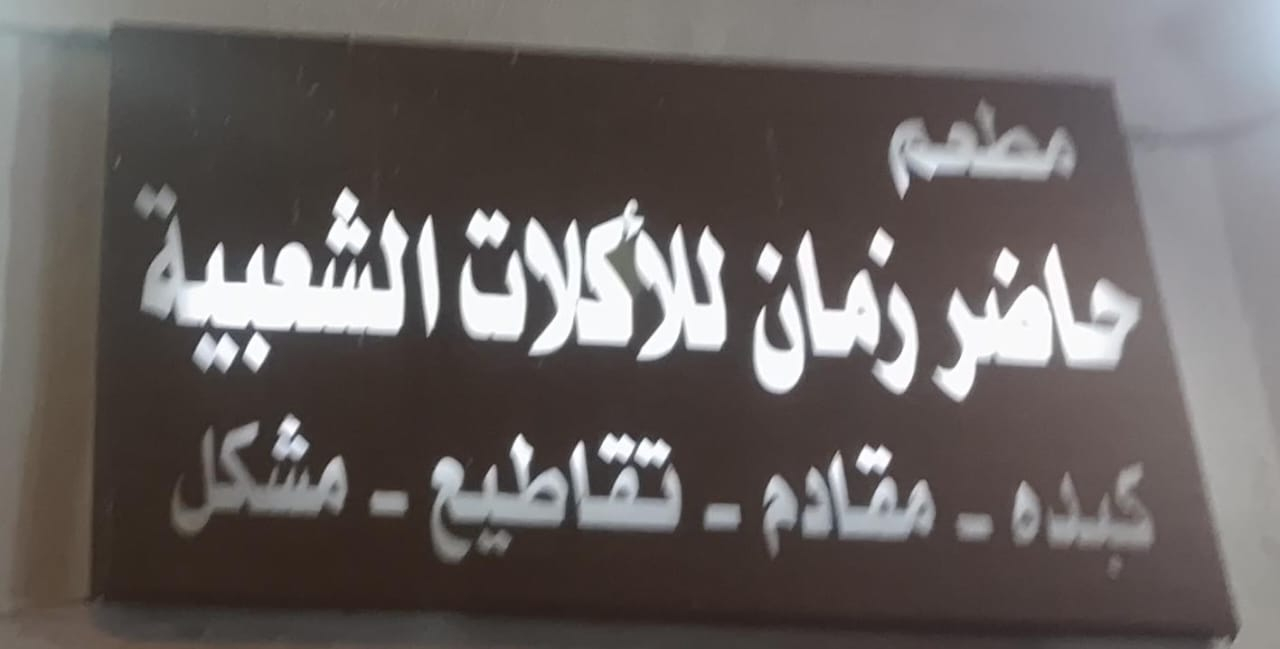 مطعم
حاضر زمان للأكلات الشعبية
كبده - مقادم - تقاطيع - مشكل